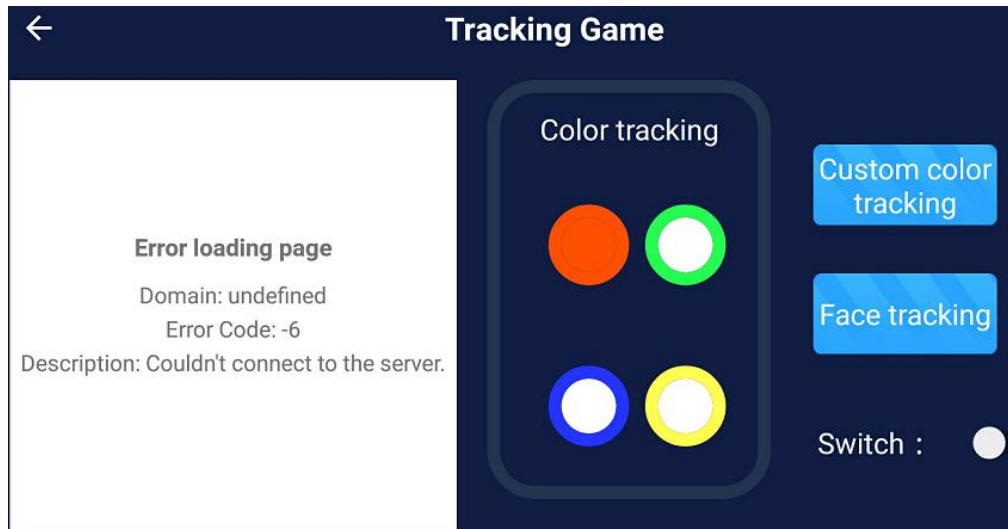 Tracking Game
Error loading page
Domain: undefined
Error Code: -6
Description: Couldn't connect to the server.
Color tracking
Custom color
tracking
Face tracking
Switch :